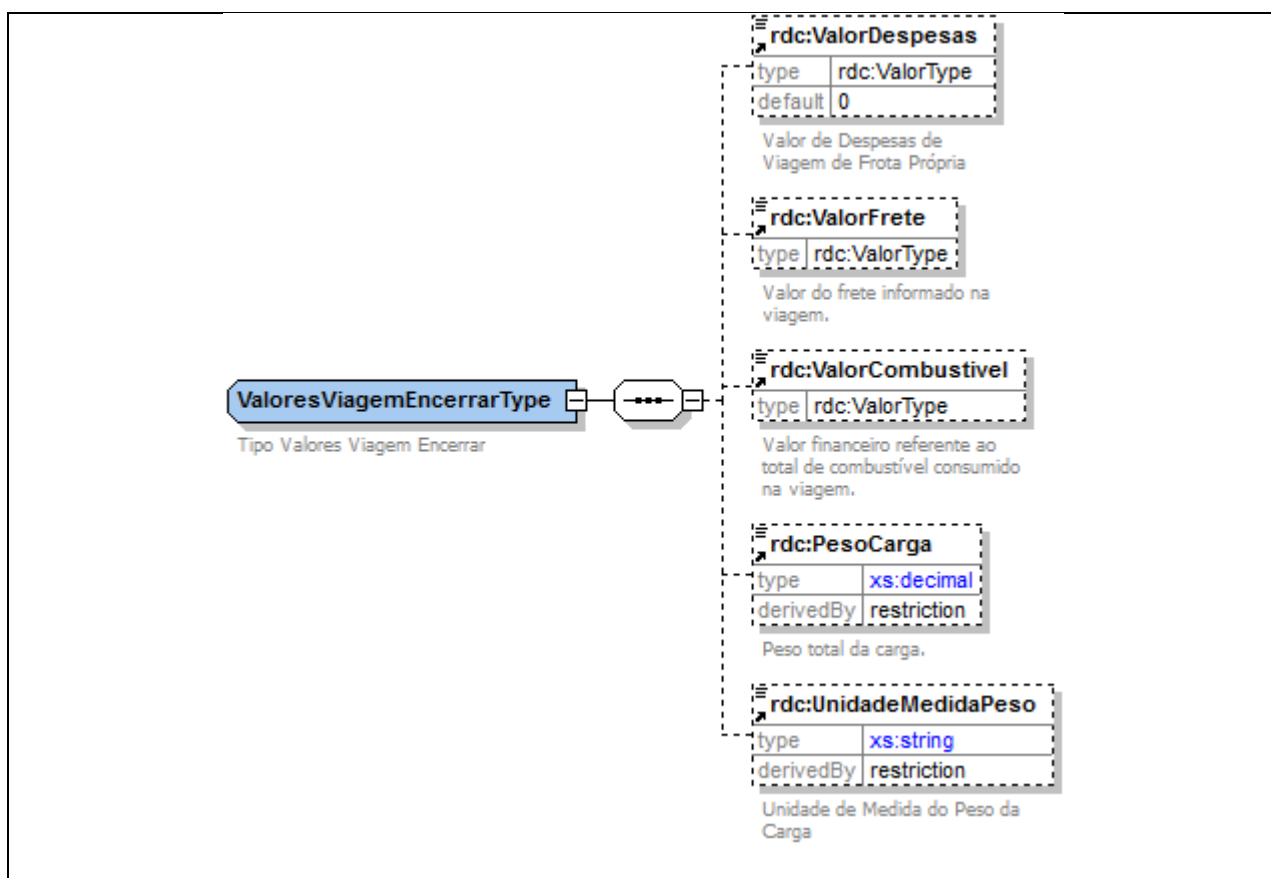 rdc:ValorDespesas
type rdc:ValorType
default 0
Valor de Despesas de
Viagem de Frota Própria
rdc:ValorFrete
type rdc:ValorType
Valor do frete informado na
viagem.
ValoresViagemEncerrarType
Tipo Valores Viagem Encerrar
rdc:ValorCombustivel
type rdc:ValorType
Valor financeiro referente ao
total de combustível consumido
na viagem.
rdc:PesoCarga
type xs:decimal
derivedBy restriction
Peso total da carga.
rdc:UnidadeMedidaPeso
type xs:string
derivedBy restriction
Unidade de Medida do Peso da
Carga